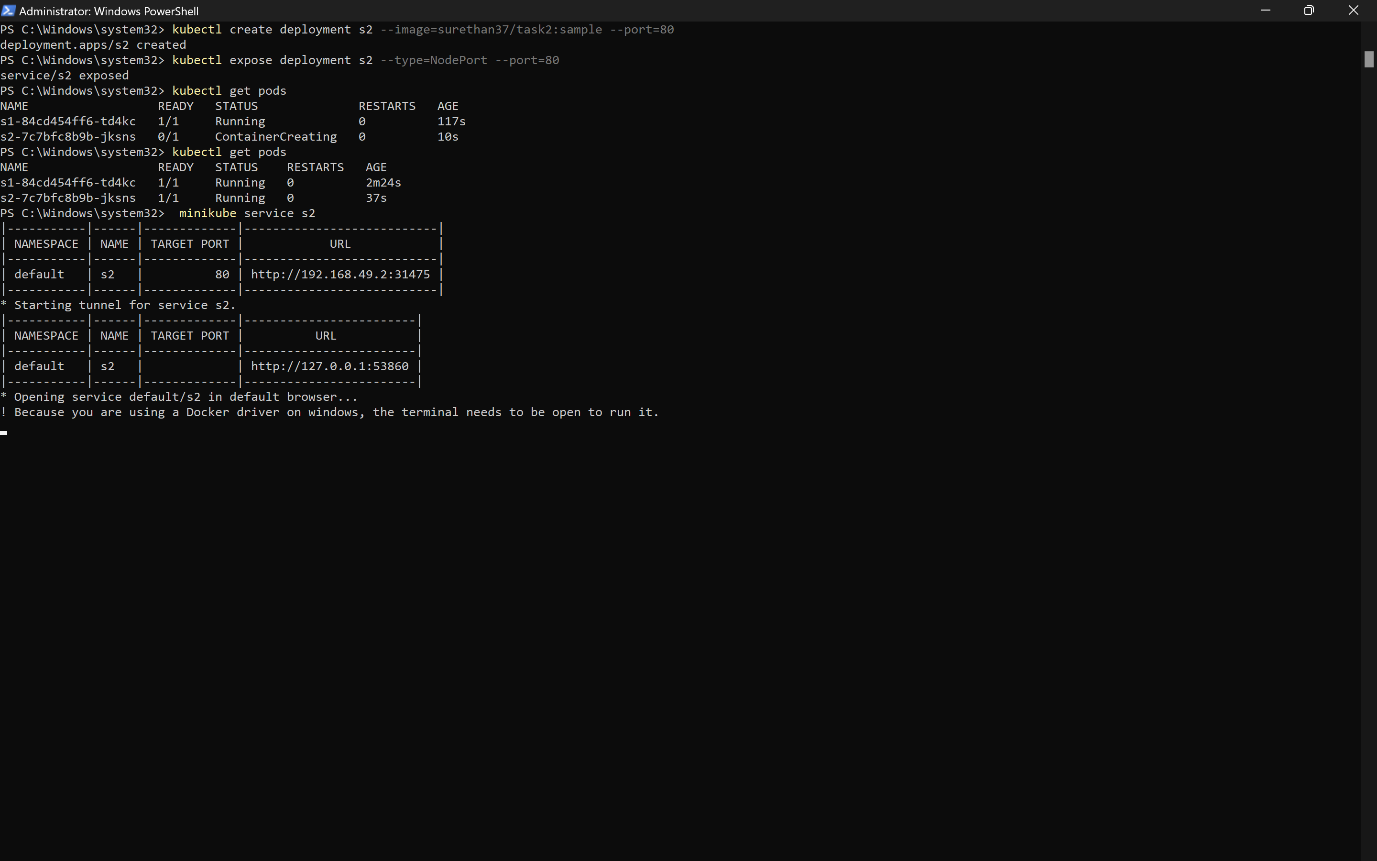 Administrator: Windows PowerShell
PS C:\Windows\system32> kubectl create deployment s2 --image=surethan37/task2:sample --port=80
deployment.apps/s2 created
PS C:\Windows\system32> kubectl expose deployment s2 --type=NodePort --port=80
service/s2 exposed
PS C:\Windows\system32> kubectl get pods
NAME                  READY   STATUS              RESTARTS   AGE
s1-84cd454ff6-td4kc   1/1     Running             0          117s
s2-7c7bfc8b9b-jksns   0/1     ContainerCreating   0          10s
PS C:\Windows\system32> kubectl get pods
NAME                  READY   STATUS    RESTARTS   AGE
s1-84cd454ff6-td4kc   1/1     Running   0          2m24s
s2-7c7bfc8b9b-jksns   1/1     Running   0          37s
PS C:\Windows\system32>  minikube service s2
|-----------|------|-------------|---------------------------|
| NAMESPACE | NAME | TARGET PORT |            URL            |
|-----------|------|-------------|---------------------------|
| default   | s2   |          80 | http://192.168.49.2:31475 |
|-----------|------|-------------|---------------------------|
* Starting tunnel for service s2.
|-----------|------|-------------|------------------------|
| NAMESPACE | NAME | TARGET PORT |          URL           |
|-----------|------|-------------|------------------------|
| default   | s2   |             | http://127.0.0.1:53860 |
|-----------|------|-------------|------------------------|
* Opening service default/s2 in default browser...
! Because you are using a Docker driver on windows, the terminal needs to be open to run it.